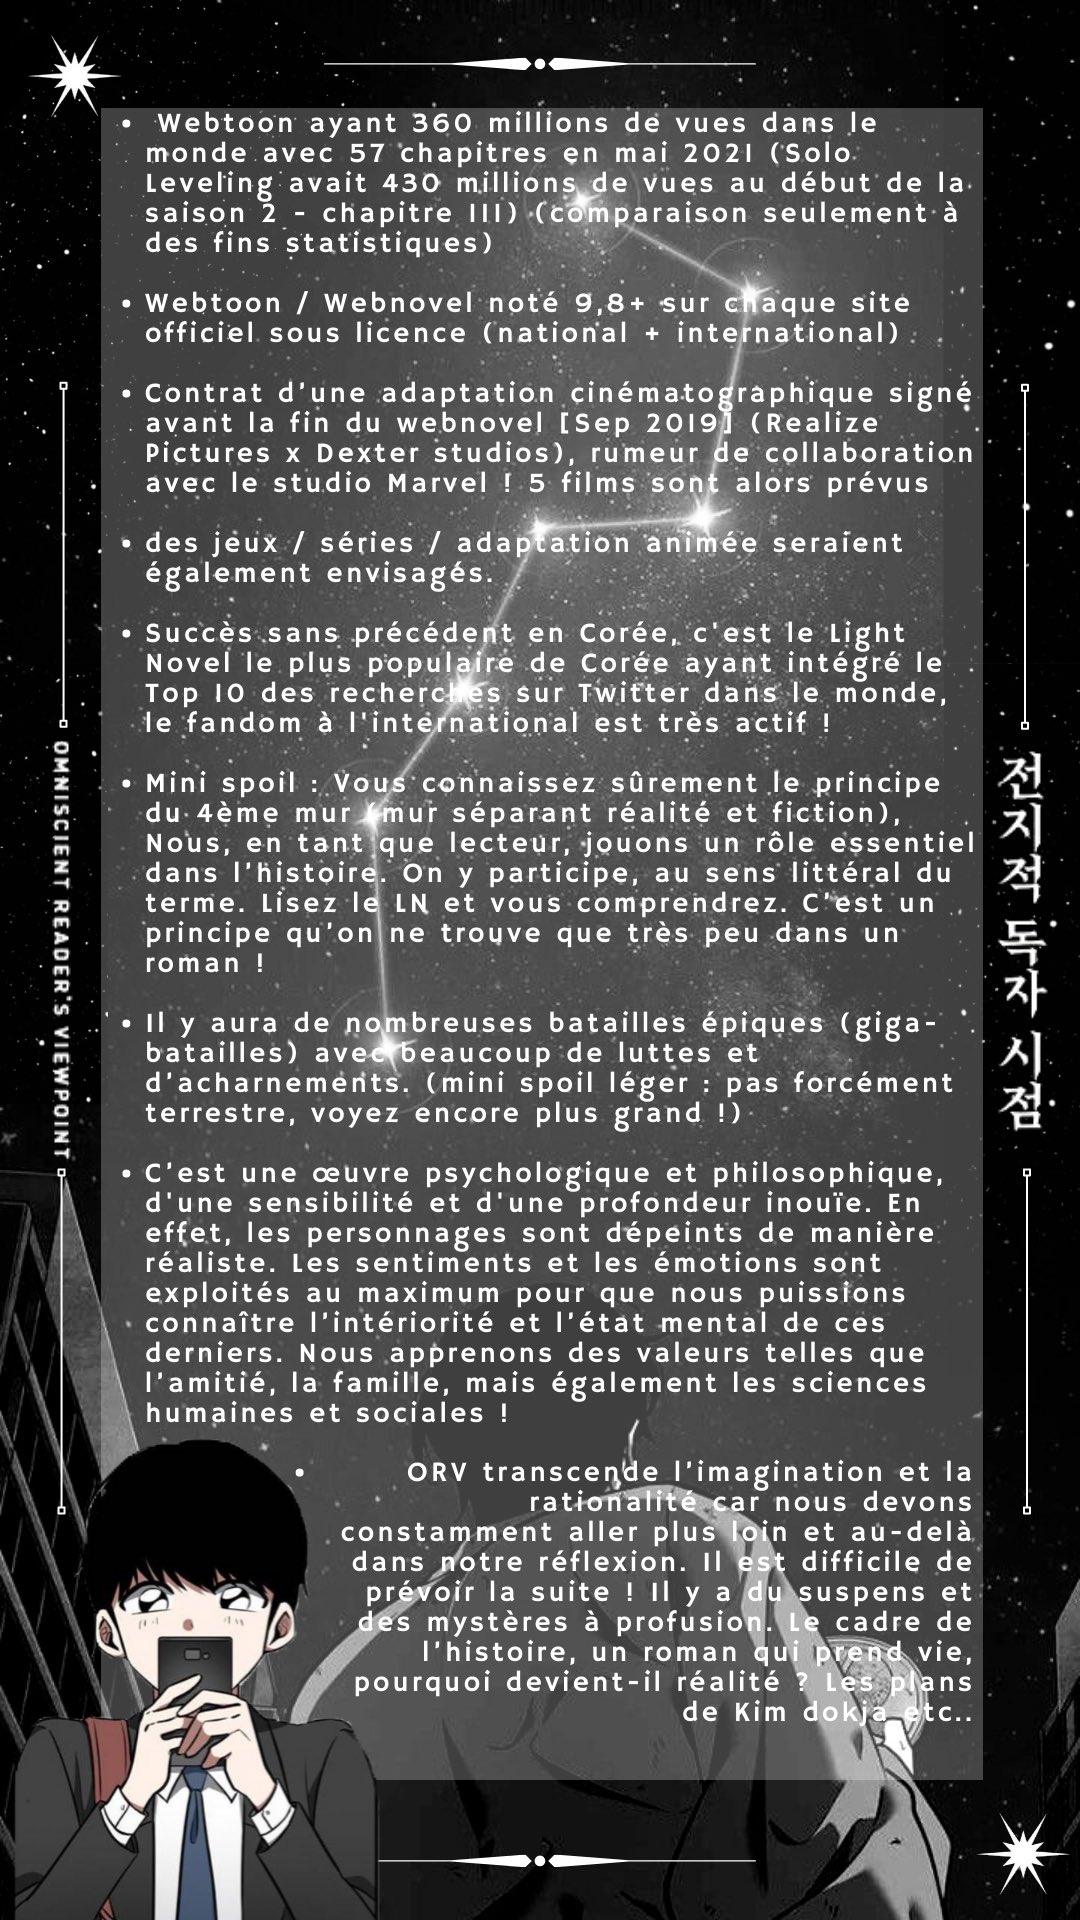 • Webtoon ayant 360 millions de vues dans le
monde avec 57 chapitres en mai 2021 (Solo
Leveling avait 430 millions de vues au début de la
saison 2 - chapitre 111) (comparaison seulement à
des fins statistiques)
• Webtoon / Webnovel noté 9,8+ sur chaque site
officiel sous licence (national + international)
• Contrat d’une adaptation cinématographique signé
avant la fin du webnovel [Sep 2019] (Realize
Pictures x Dexter studios), rumeur de collaboration
avec le studio Marvel ! 5 films sont alors prévus
• des jeux / séries / adaptation animée seraient
également envisagés.
• Succès sans précédent en Corée, c'est le Light
Novel le plus populaire de Corée ayant intégré le
Top 10 des recherches sur Twitter dans le monde,
le fandom à l'international est très actif !
• Mini spoil : Vous connaissez sûrement le principe
du 4ème mur (mur séparant réalité et fiction),
Nous, en tant que lecteur, jouons un rôle essentiel
dans l’histoire. On y participe, au sens littéral du
terme. Lisez le LN et vous comprendrez. C’est un
principe qu’on ne trouve que très peu dans un
roman !
• Il y aura de nombreuses batailles épiques (giga-
batailles) avec beaucoup de luttes et
d’acharnements. (mini spoil léger : pas forcément
terrestre, voyez encore plus grand !)
• C’est une œuvre psychologique et philosophique,
d'une sensibilité et d'une profondeur inouïe. En
effet, les personnages sont dépeints de manière
réaliste. Les sentiments et les émotions sont
exploités au maximum pour que nous puissions
connaître l’intériorité et l’état mental de ces
derniers. Nous apprenons des valeurs telles que
l’amitié, la famille, mais également les sciences
humaines et sociales !
• ORV transcende l’imagination et la
rationalité car nous devons
constamment aller plus loin et au-delà
dans notre réflexion. Il est difficile de
prévoir la suite ! Il y a du suspens et
des mystères à profusion. Le cadre de
l’histoire, un roman qui prend vie,
pourquoi devient-il réalité ? Les plans
de Kim dokja etc..
OMNISCIENT READER'S VIEWPOINT
전지적 독자 시점